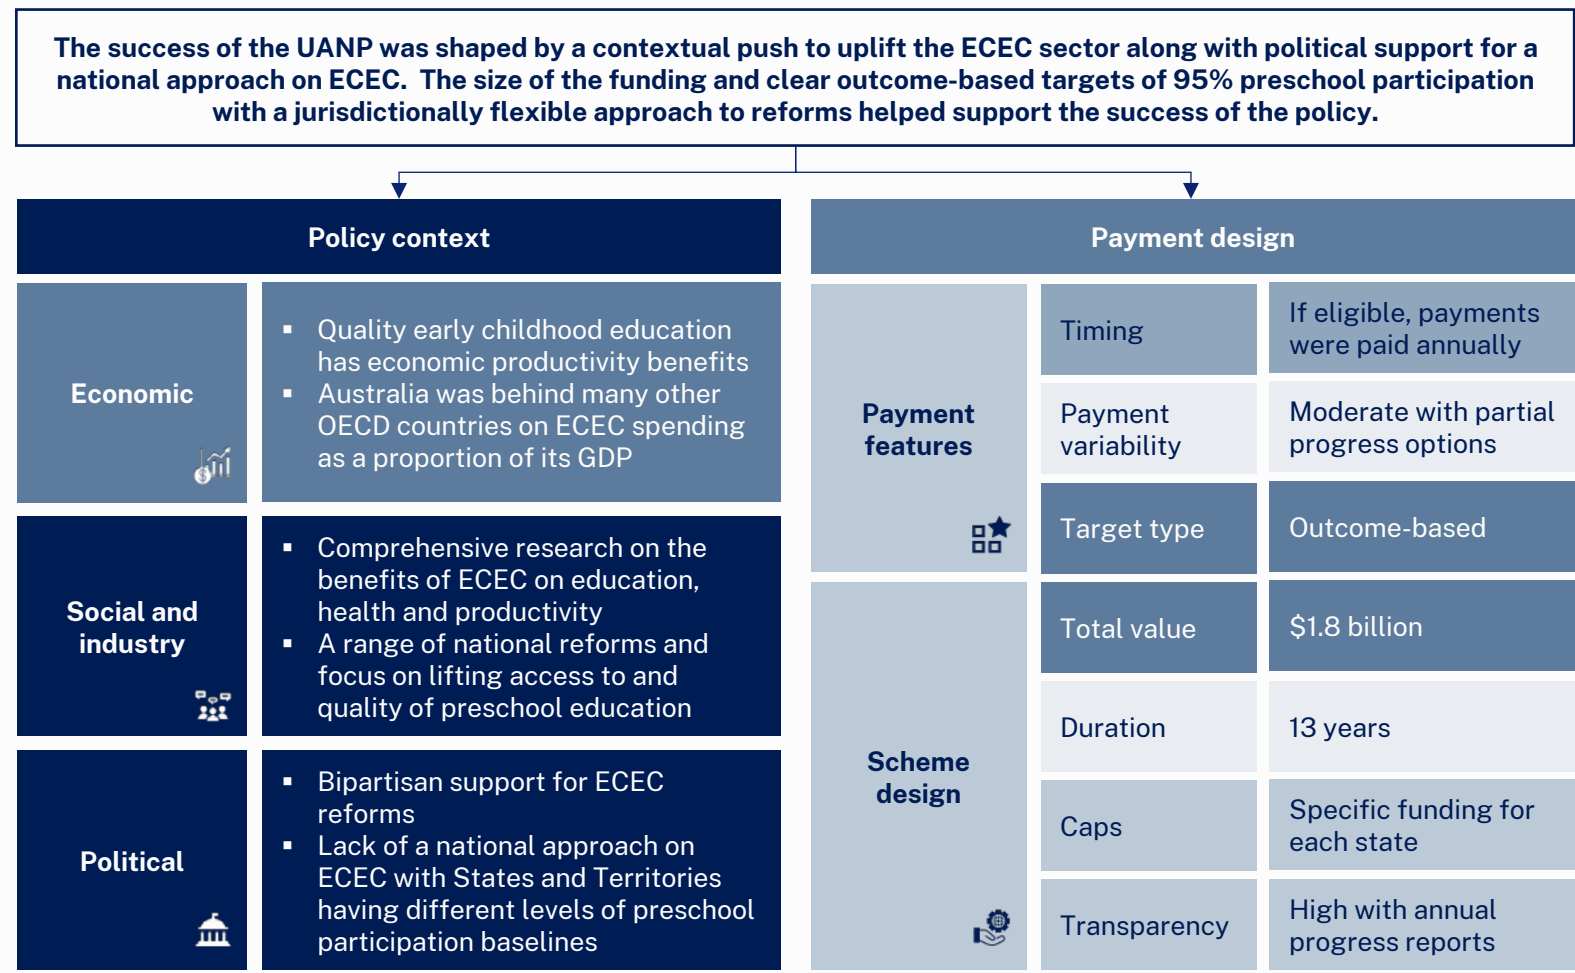 The success of the UANP was shaped by a contextual push to uplift the ECEC sector along with political support for a
national approach on ECEC.  The size of the funding and clear outcome-based targets of 95% preschool participation
with a jurisdictionally flexible approach to reforms helped support the success of the policy.
Policy context
Economic
▪ Quality early childhood education
has economic productivity benefits
▪ Australia was behind many other
OECD countries on ECEC spending
as a proportion of its GDP
Social and
industry
▪ Comprehensive research on the
benefits of ECEC on education,
health and productivity
▪ A range of national reforms and
focus on lifting access to and
quality of preschool education
Political
▪ Bipartisan support for ECEC
reforms
▪ Lack of a national approach on
ECEC with States and Territories
having different levels of preschool
participation baselines
Payment design
Payment
features
Timing
If eligible, payments
were paid annually
Payment
variability
Moderate with partial
progress options
Target type
Outcome-based
Scheme
design
Total value
$1.8 billion
Duration
13 years
Caps
Specific funding for
each state
Transparency
High with annual
progress reports